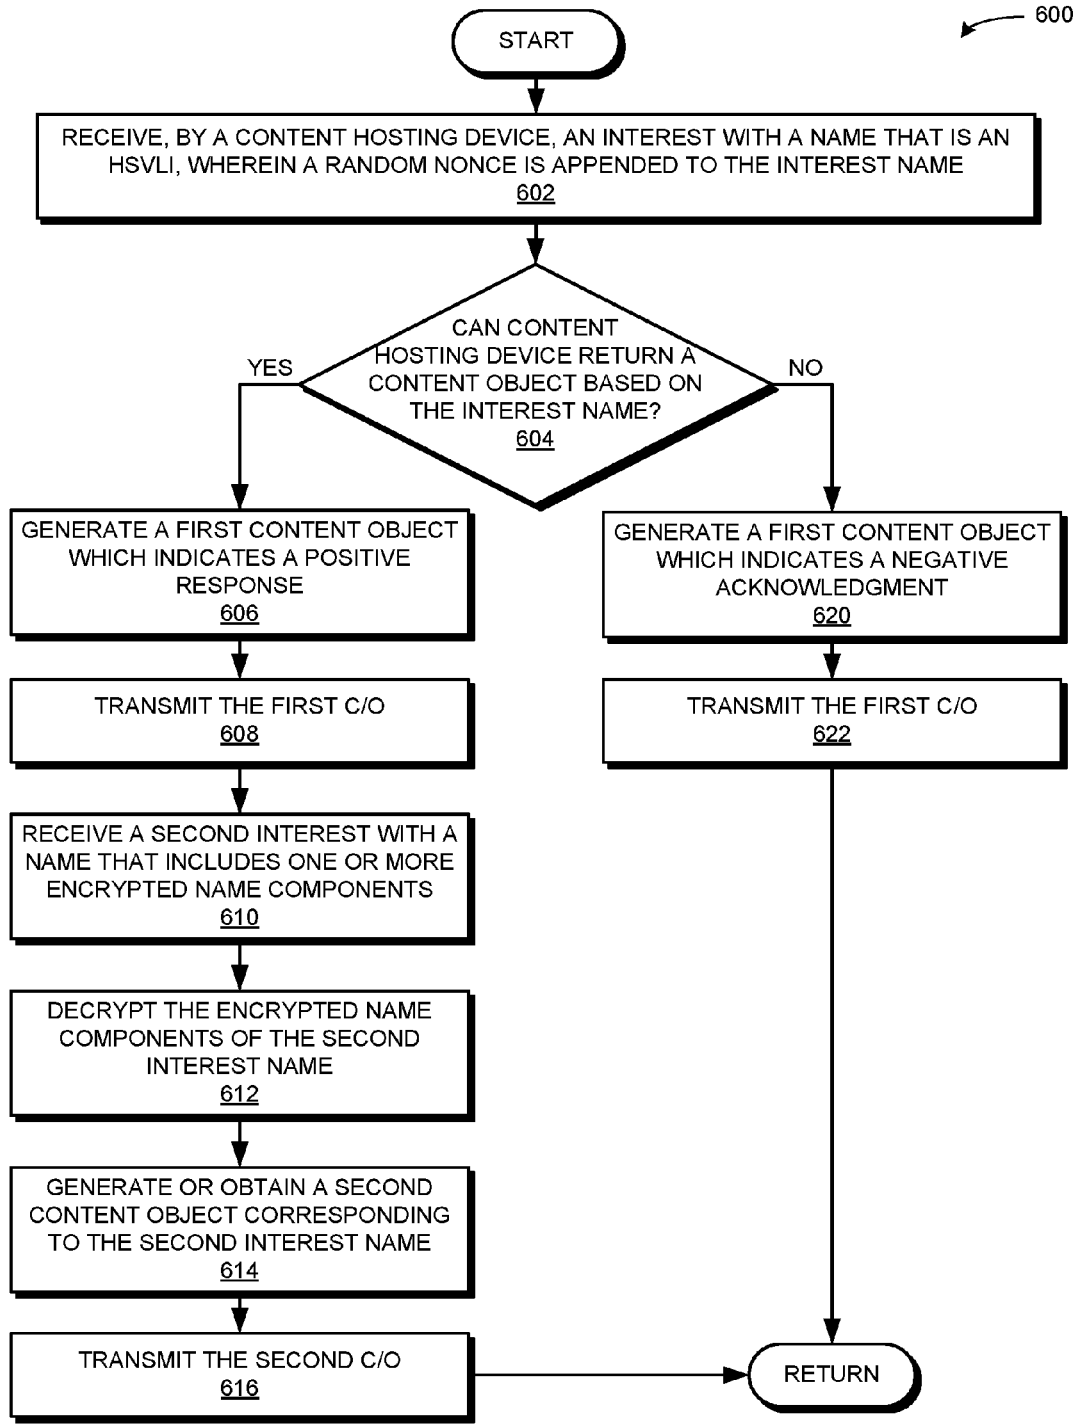 600
START
RECEIVE, BY A CONTENT HOSTING DEVICE, AN INTEREST WITH A NAME THAT IS AN
HSVLI, WHEREIN A RANDOM NONCE IS APPENDED TO THE INTEREST NAME
602
CAN CONTENT
HOSTING DEVICE RETURN A
CONTENT OBJECT BASED ON
THE INTEREST NAME?
604
YES
NO
GENERATE A FIRST CONTENT OBJECT
WHICH INDICATES A POSITIVE
RESPONSE
606
TRANSMIT THE FIRST C/O
608
RECEIVE A SECOND INTEREST WITH A
NAME THAT INCLUDES ONE OR MORE
ENCRYPTED NAME COMPONENTS
610
DECRYPT THE ENCRYPTED NAME
COMPONENTS OF THE SECOND
INTEREST NAME
612
GENERATE OR OBTAIN A SECOND
CONTENT OBJECT CORRESPONDING
TO THE SECOND INTEREST NAME
614
TRANSMIT THE SECOND C/O
616
GENERATE A FIRST CONTENT OBJECT
WHICH INDICATES A NEGATIVE
ACKNOWLEDGMENT
620
TRANSMIT THE FIRST C/O
622
RETURN